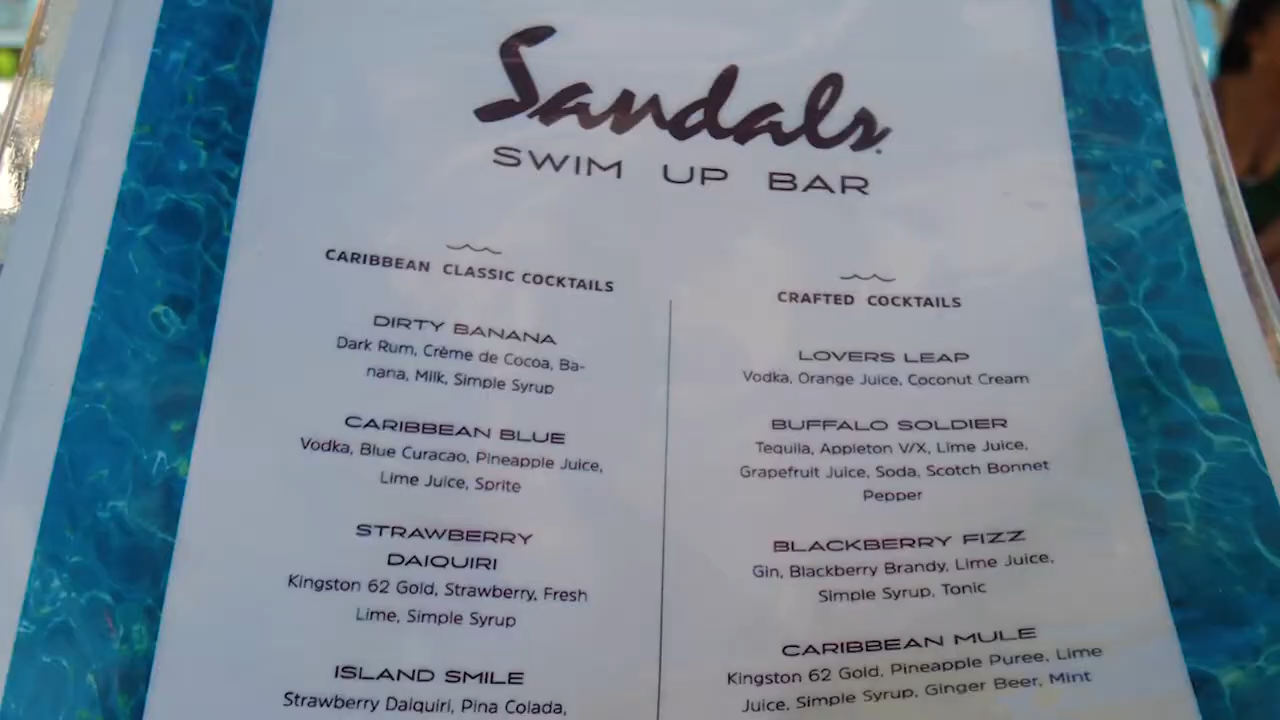 Sandals
SWIM UP BAR
CARIBBEAN CLASSIC COCKTAILS
DIRTY BANANA
Dark Rum, Crème de Cocoa, Ba-
nana, Milk, Simple Syrup
CARIBBEAN BLUE
Vodka, Blue Curacao, Pineapple Juice,
Lime Juice, Sprite
STRAWBERRY
DAIQUIRI
Kingston 62 Gold, Strawberry, Fresh
Lime, Simple Syrup
ISLAND SMILE
Strawberry Daiquiri, Pina Colada,
CRAFTED COCKTAILS
LOVERS LEAP
Vodka, Orange Juice, Coconut Cream
BUFFALO SOLDIER
Tequila, Appleton V/X, Lime Juice,
Grapefruit Juice, Soda, Scotch Bonnet
Pepper
BLACKBERRY FIZZ
Gin, Blackberry Brandy, Lime Juice,
Simple Syrup, Tonic
CARIBBEAN MULE
Kingston 62 Gold, Pineapple Puree, Lime
Juice, Simple Syrup, Ginger Beer, Mint